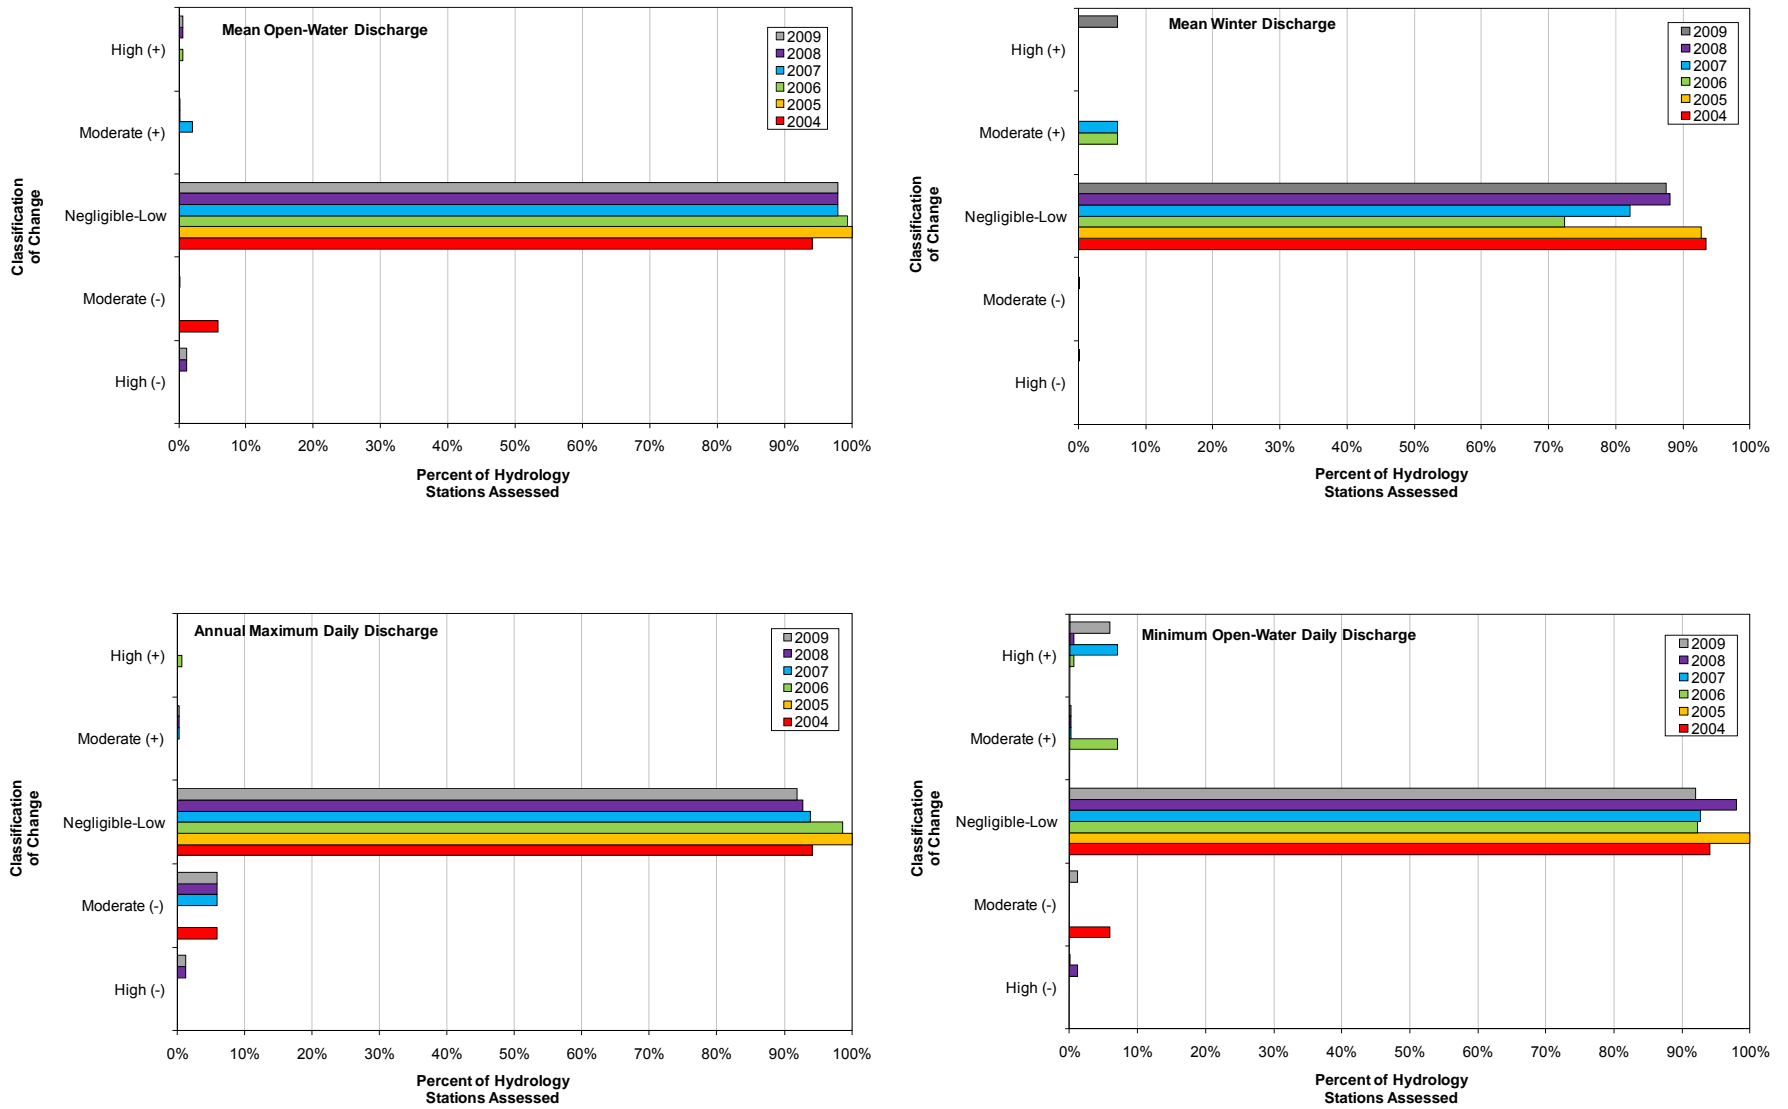 Mean Open-Water Discharge
2009
2008
2007
2006
2005
2004
High (+)
Moderate (+)
Negligible-Low
Moderate (-)
High (-)
Classification
of Change
0% 10% 20% 30% 40% 50% 60% 70% 80% 90% 100%
Percent of Hydrology
Stations Assessed
Mean Winter Discharge
2009
2008
2007
2006
2005
2004
High (+)
Moderate (+)
Negligible-Low
Moderate (-)
High (-)
Classification
of Change
0% 10% 20% 30% 40% 50% 60% 70% 80% 90% 100%
Percent of Hydrology
Stations Assessed
Annual Maximum Daily Discharge
2009
2008
2007
2006
2005
2004
High (+)
Moderate (+)
Negligible-Low
Moderate (-)
High (-)
Classification
of Change
0% 10% 20% 30% 40% 50% 60% 70% 80% 90% 100%
Percent of Hydrology
Stations Assessed
Minimum Open-Water Daily Discharge
2009
2008
2007
2006
2005
2004
High (+)
Moderate (+)
Negligible-Low
Moderate (-)
High (-)
Classification
of Change
0% 10% 20% 30% 40% 50% 60% 70% 80% 90% 100%
Percent of Hydrology
Stations Assessed